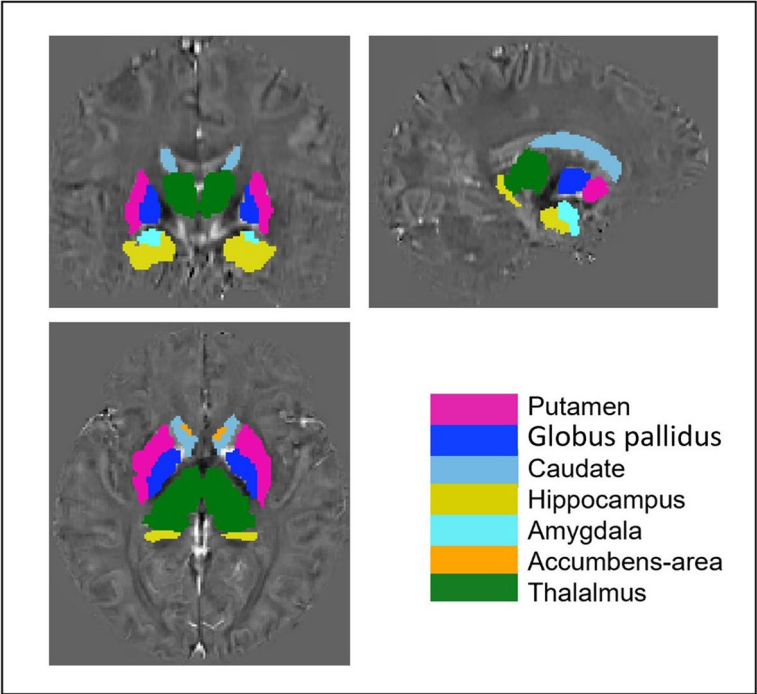 Putamen
Globus pallidus
Caudate
Hippocampus
Amygdala
Accumbens-area
Thalalmus